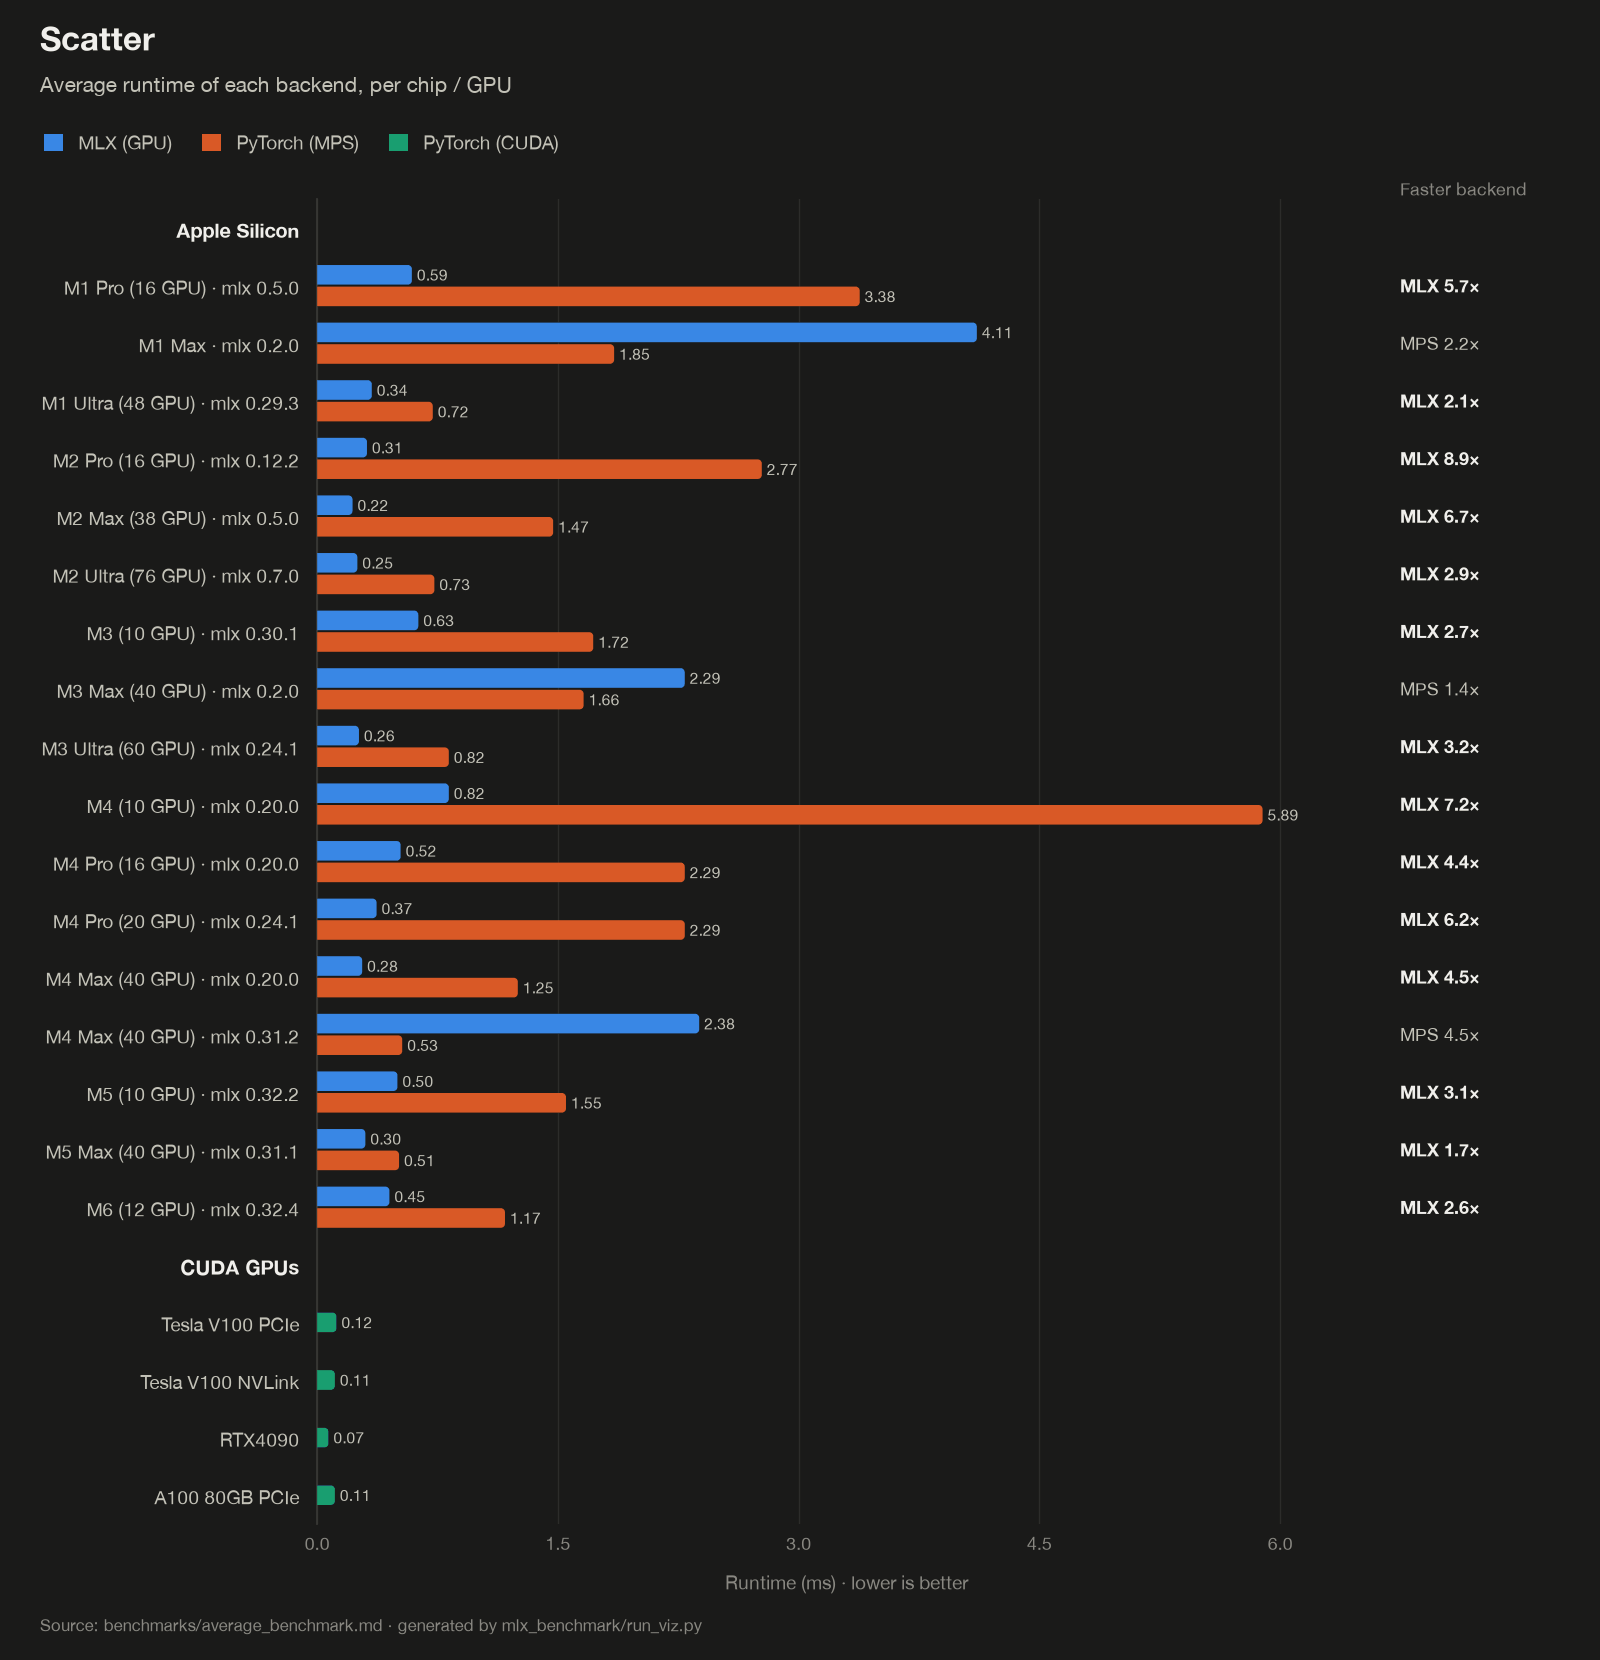 Scatter
Average runtime of each backend, per chip / GPU
MLX (GPU) PyTorch (MPS) PyTorch (CUDA)
Faster backend
Apple Silicon
M1 Pro (16 GPU) · mlx 0.5.0 0.59 3.38 MLX 5.7×
M1 Max · mlx 0.2.0 4.11 1.85 MPS 2.2×
M1 Ultra (48 GPU) · mlx 0.29.3 0.34 0.72 MLX 2.1×
M2 Pro (16 GPU) · mlx 0.12.2 0.31 2.77 MLX 8.9×
M2 Max (38 GPU) · mlx 0.5.0 0.22 1.47 MLX 6.7×
M2 Ultra (76 GPU) · mlx 0.7.0 0.25 0.73 MLX 2.9×
M3 (10 GPU) · mlx 0.30.1 0.63 1.72 MLX 2.7×
M3 Max (40 GPU) · mlx 0.2.0 2.29 1.66 MPS 1.4×
M3 Ultra (60 GPU) · mlx 0.24.1 0.26 0.82 MLX 3.2×
M4 (10 GPU) · mlx 0.20.0 0.82 5.89 MLX 7.2×
M4 Pro (16 GPU) · mlx 0.20.0 0.52 2.29 MLX 4.4×
M4 Pro (20 GPU) · mlx 0.24.1 0.37 2.29 MLX 6.2×
M4 Max (40 GPU) · mlx 0.20.0 0.28 1.25 MLX 4.5×
M4 Max (40 GPU) · mlx 0.31.2 2.38 0.53 MPS 4.5×
M5 (10 GPU) · mlx 0.32.2 0.50 1.55 MLX 3.1×
M5 Max (40 GPU) · mlx 0.31.1 0.30 0.51 MLX 1.7×
M6 (12 GPU) · mlx 0.32.4 0.45 1.17 MLX 2.6×
CUDA GPUs
Tesla V100 PCIe 0.12
Tesla V100 NVLink 0.11
RTX4090 0.07
A100 80GB PCIe 0.11
0.0 1.5 3.0 4.5 6.0
Runtime (ms) · lower is better
Source: benchmarks/average_benchmark.md · generated by mlx_benchmark/run_viz.py